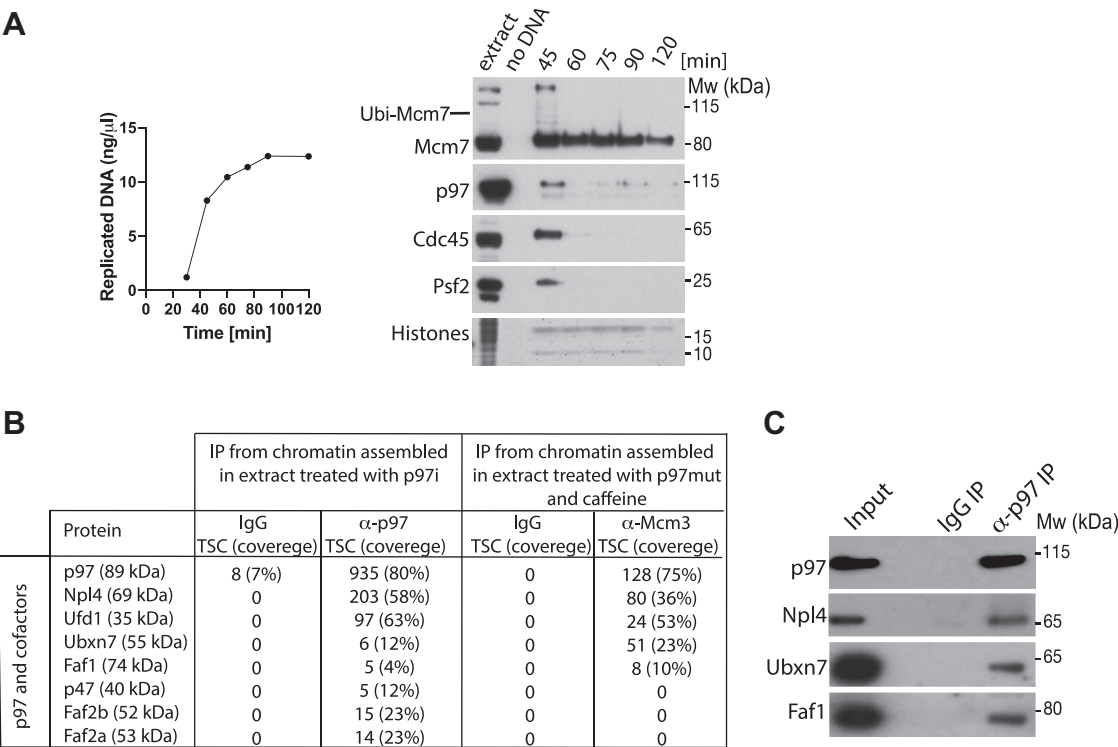 A
extract
no DNA
45
60
75
90
120
[min]
Mw (kDa)
Ubi-Mcm7
115
Mcm7
80
p97
115
Cdc45
65
Psf2
25
Histones
15
10
Replicated DNA (ng/µl)
15
10
5
0
0 20 40 60 80 100 120
Time [min]
B
IP from chromatin assembled
in extract treated with p97i
IP from chromatin assembled
in extract treated with p97mut
and caffeine
Protein
IgG
TSC (coverege)
α-p97
TSC (coverege)
IgG
TSC (coverege)
α-Mcm3
TSC (coverege)
p97 and cofactors
p97 (89 kDa) 8 (7%) 935 (80%) 0 128 (75%)
Npl4 (69 kDa) 0 203 (58%) 0 80 (36%)
Ufd1 (35 kDa) 0 97 (63%) 0 24 (53%)
Ubxn7 (55 kDa) 0 6 (12%) 0 51 (23%)
Faf1 (74 kDa) 0 5 (4%) 0 8 (10%)
p47 (40 kDa) 0 5 (12%) 0 0
Faf2b (52 kDa) 0 15 (23%) 0 0
Faf2a (53 kDa) 0 14 (23%) 0 0
C
Input
IgG IP
α-p97 IP
Mw (kDa)
p97
115
Npl4
65
Ubxn7
65
Faf1
80